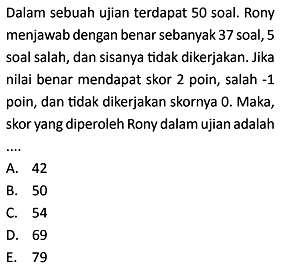 Dalam sebuah ujian terdapat 50 soal. Rony
menjawab dengan benar sebanyak 37 soal, 5
soal salah, dan sisanya tidak dikerjakan. Jika
nilai benar mendapat skor 2 poin, salah -1
poin, dan tidak dikerjakan skornya 0. Maka,
skor yang diperoleh Rony dalam ujian adalah
....
A. 42
B. 50
C. 54
D. 69
E. 79